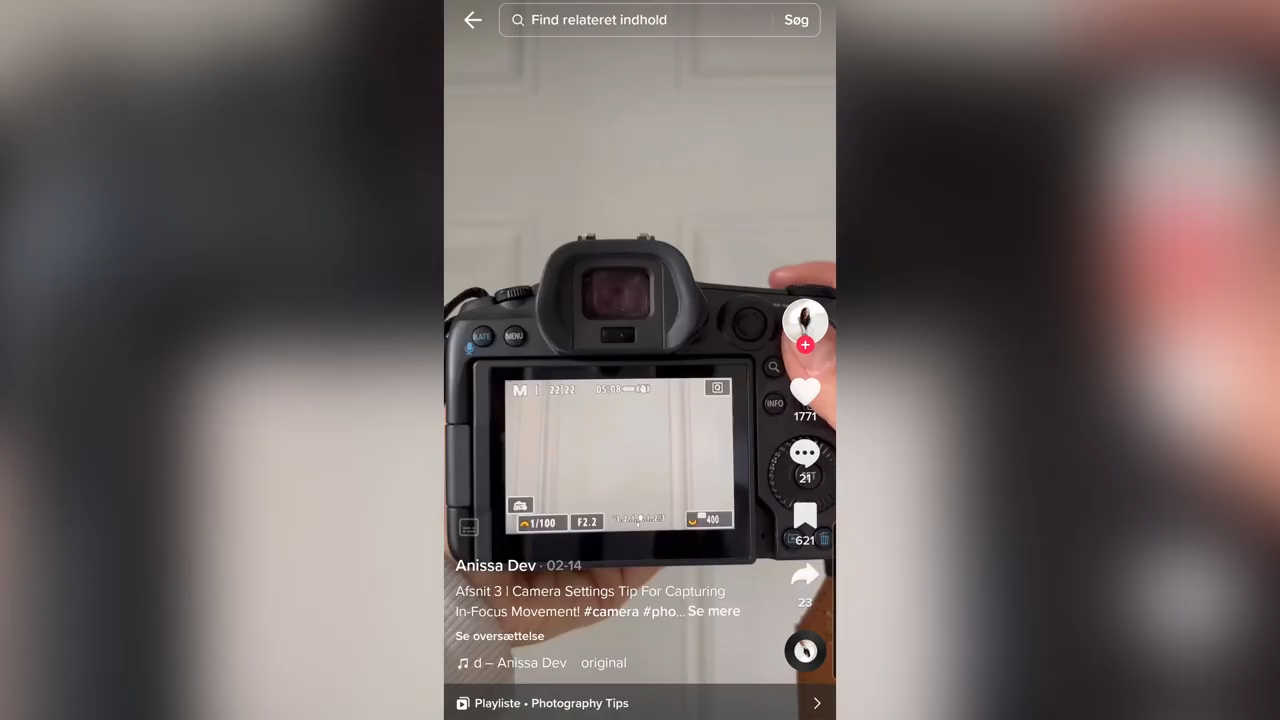 Find relateret indhold
Søg
RATE
MENU
M 22|22 05:08
Q
INFO
1/100 F2.2 400
1771
21
621
23
Anissa Dev · 02-14
Afsnit 3 | Camera Settings Tip For Capturing
In-Focus Movement! #camera #pho... Se mere
Se oversættelse
d – Anissa Dev original
Playliste • Photography Tips